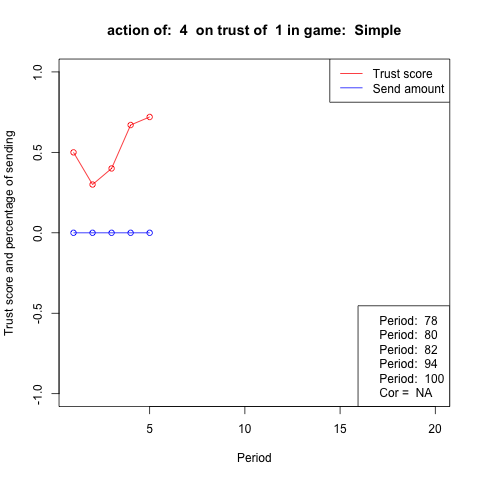 action of:  4  on trust of  1 in game:  Simple
Trust score
Send amount
Trust score and percentage of sending
1.0
0.5
0.0
-0.5
-1.0
Period:  78
Period:  80
Period:  82
Period:  94
Period:  100
Cor =  NA
5
10
15
20
Period